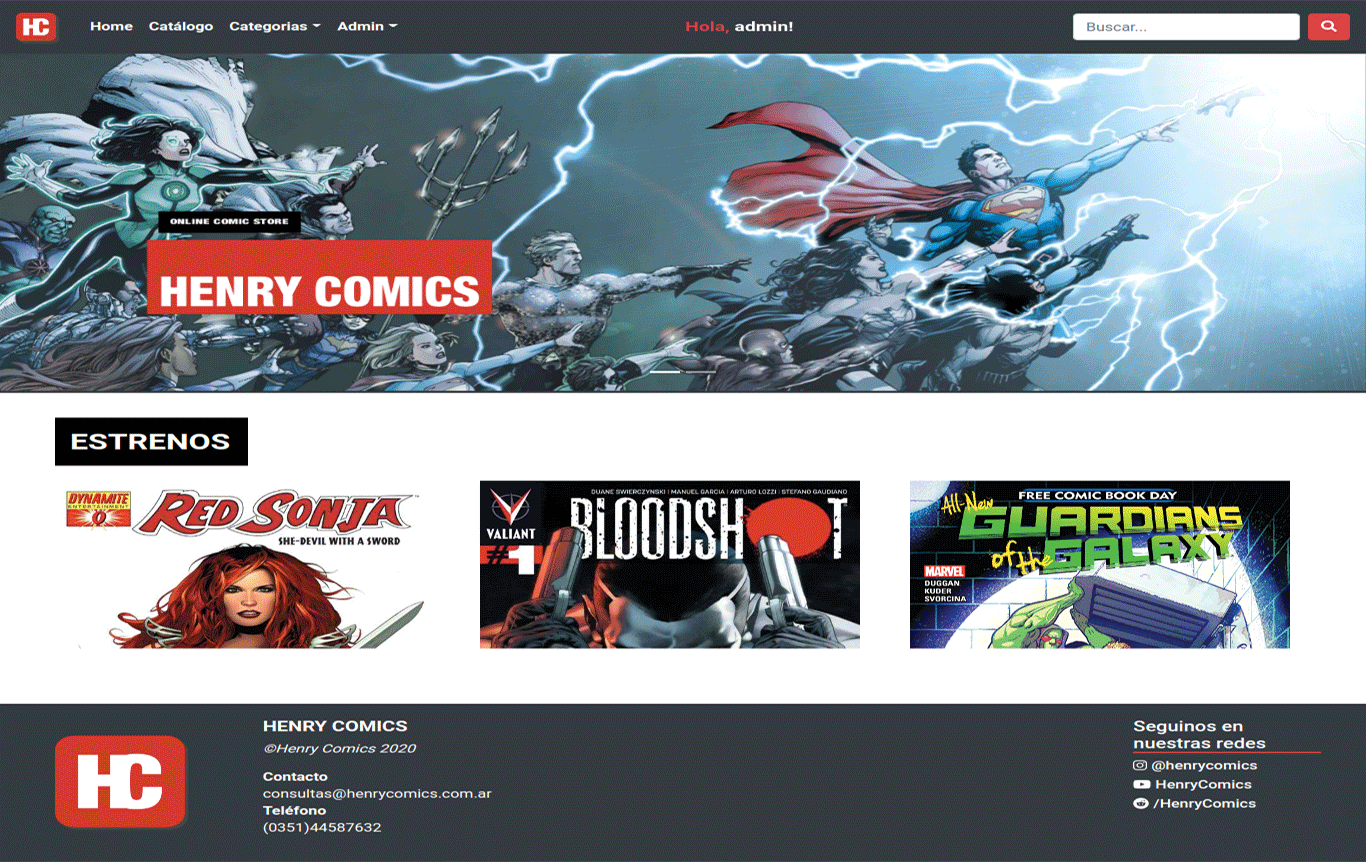 HC
Home Catálogo Categorias Admin
Hola, admin!
Buscar...
ONLINE COMIC STORE
HENRY COMICS
ESTRENOS
DYNAMITE
ENTERTAINMENT
0
RED SONJA
SHE-DEVIL WITH A SWORD
DUANE SWIERCZYNSKI | MANUEL GARCIA | ARTURO LOZZI | STEFANO GAUDIANO
VALIANT
BLOODSHOT
#1
FREE COMIC BOOK DAY
All-New
GUARDIANS
of the
GALAXY
MARVEL
DUGGAN
KUDER
SVORCINA
HC
HENRY COMICS
©Henry Comics 2020
Contacto
consultas@henrycomics.com.ar
Teléfono
(0351)44587632
Seguinos en
nuestras redes
@henrycomics
HenryComics
/HenryComics